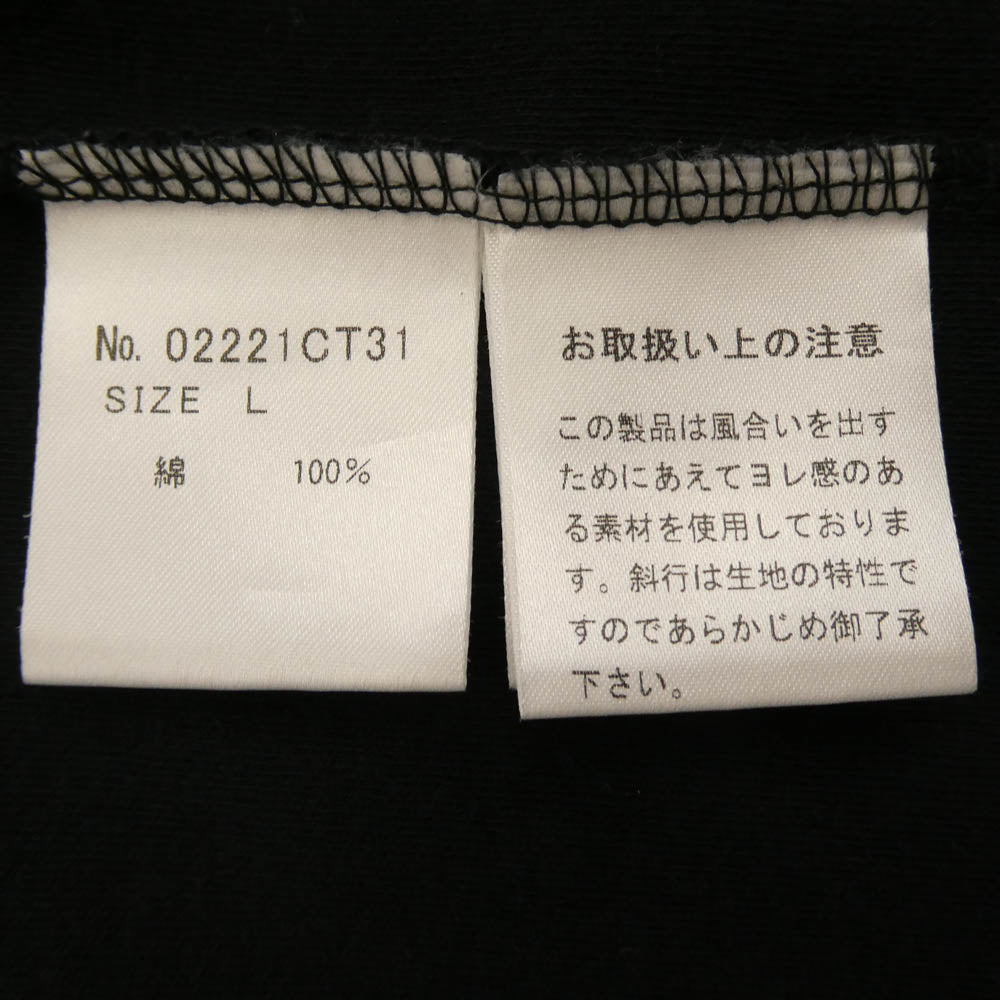 No. 02221CT31
SIZE L
綿 100%
お取扱い上の注意
この製品は風合いを出す
ためにあえてヨレ感のあ
る素材を使用しておりま
す。斜行は生地の特性で
すのであらかじめ御了承
下さい。